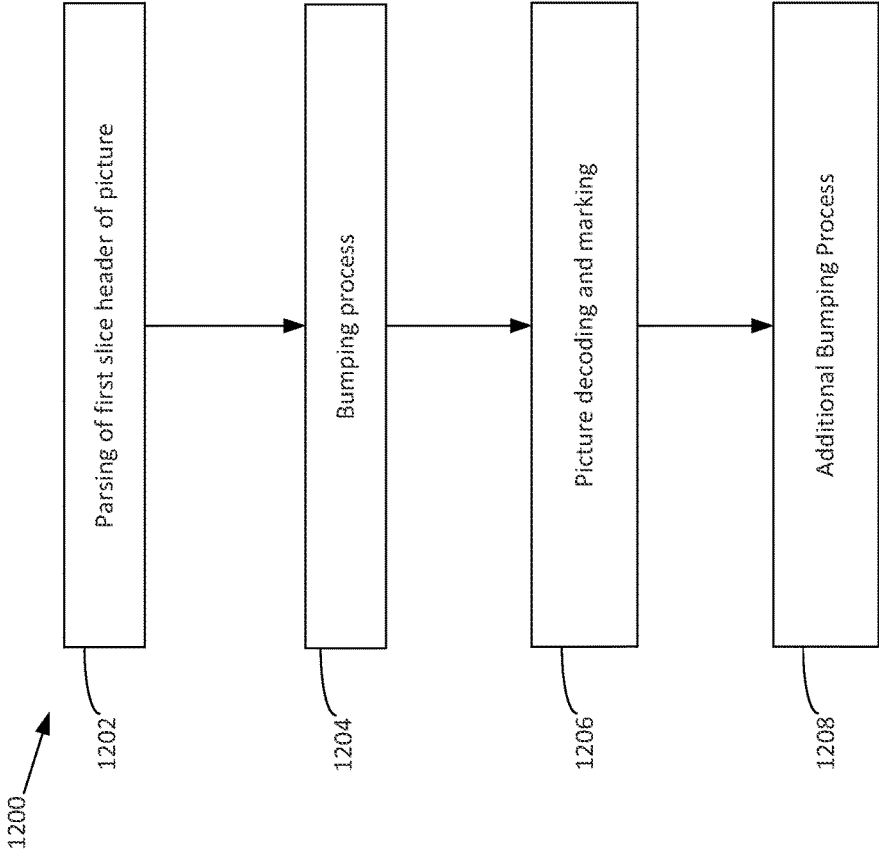 1200
1202
Parsing of first slice header of picture
1204
Bumping process
1206
Picture decoding and marking
1208
Additional Bumping Process